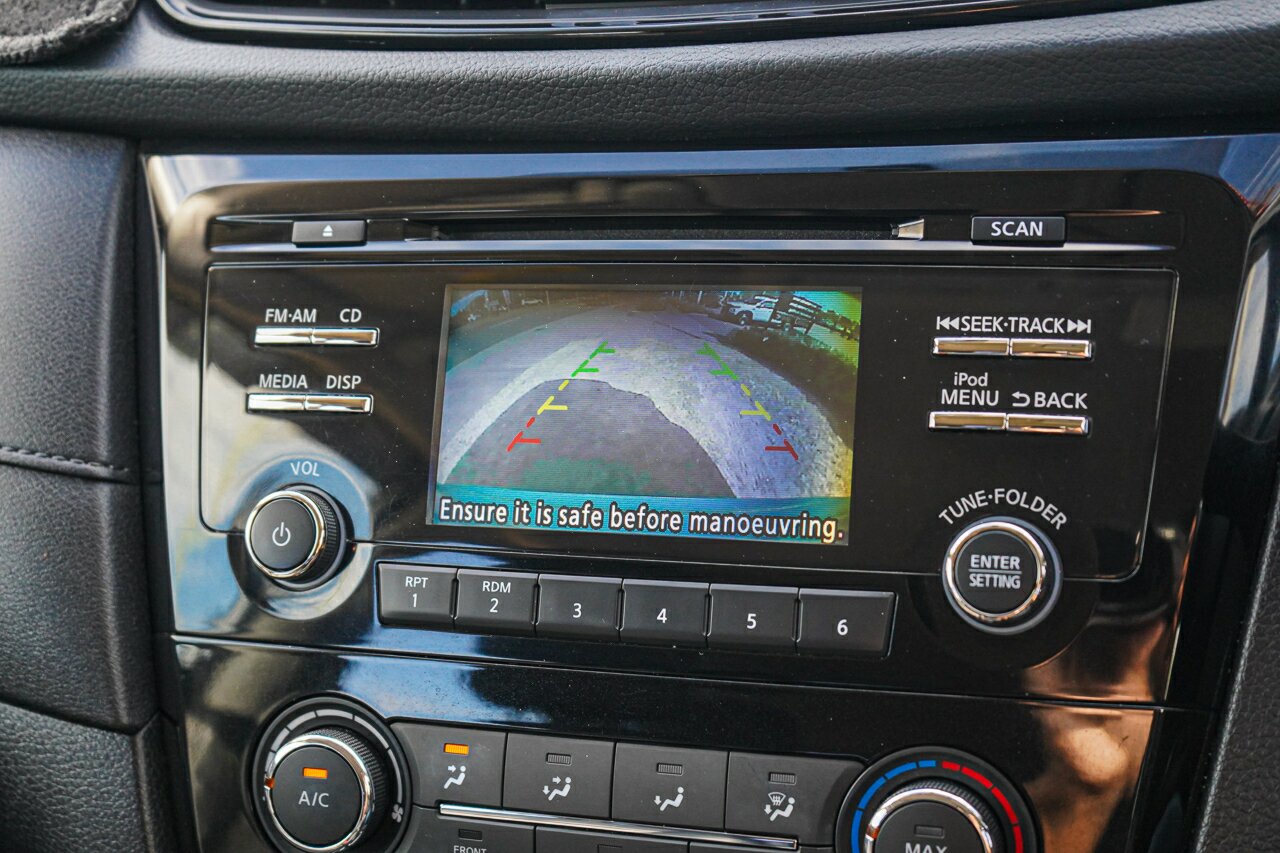 SCAN
FM·AM CD
SEEK·TRACK
MEDIA DISP
iPod
MENU BACK
VOL
TUNE·FOLDER
Ensure it is safe before manoeuvring.
ENTER
SETTING
RPT
1
RDM
2
3
4
5
6
A/C
FRONT
MAX